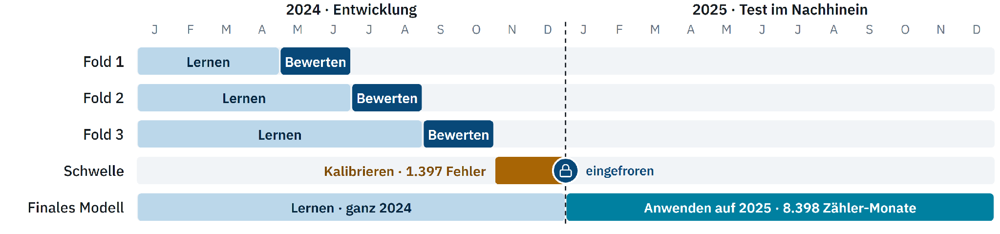 2024 · Entwicklung 2025 · Test im Nachhinein
J F M A M J J A S O N D J F M A M J J A S O N D
Fold 1 Lernen Bewerten
Fold 2 Lernen Bewerten
Fold 3 Lernen Bewerten
Schwelle Kalibrieren · 1.397 Fehler eingefroren
Finales Modell Lernen · ganz 2024 Anwenden auf 2025 · 8.398 Zähler-Monate